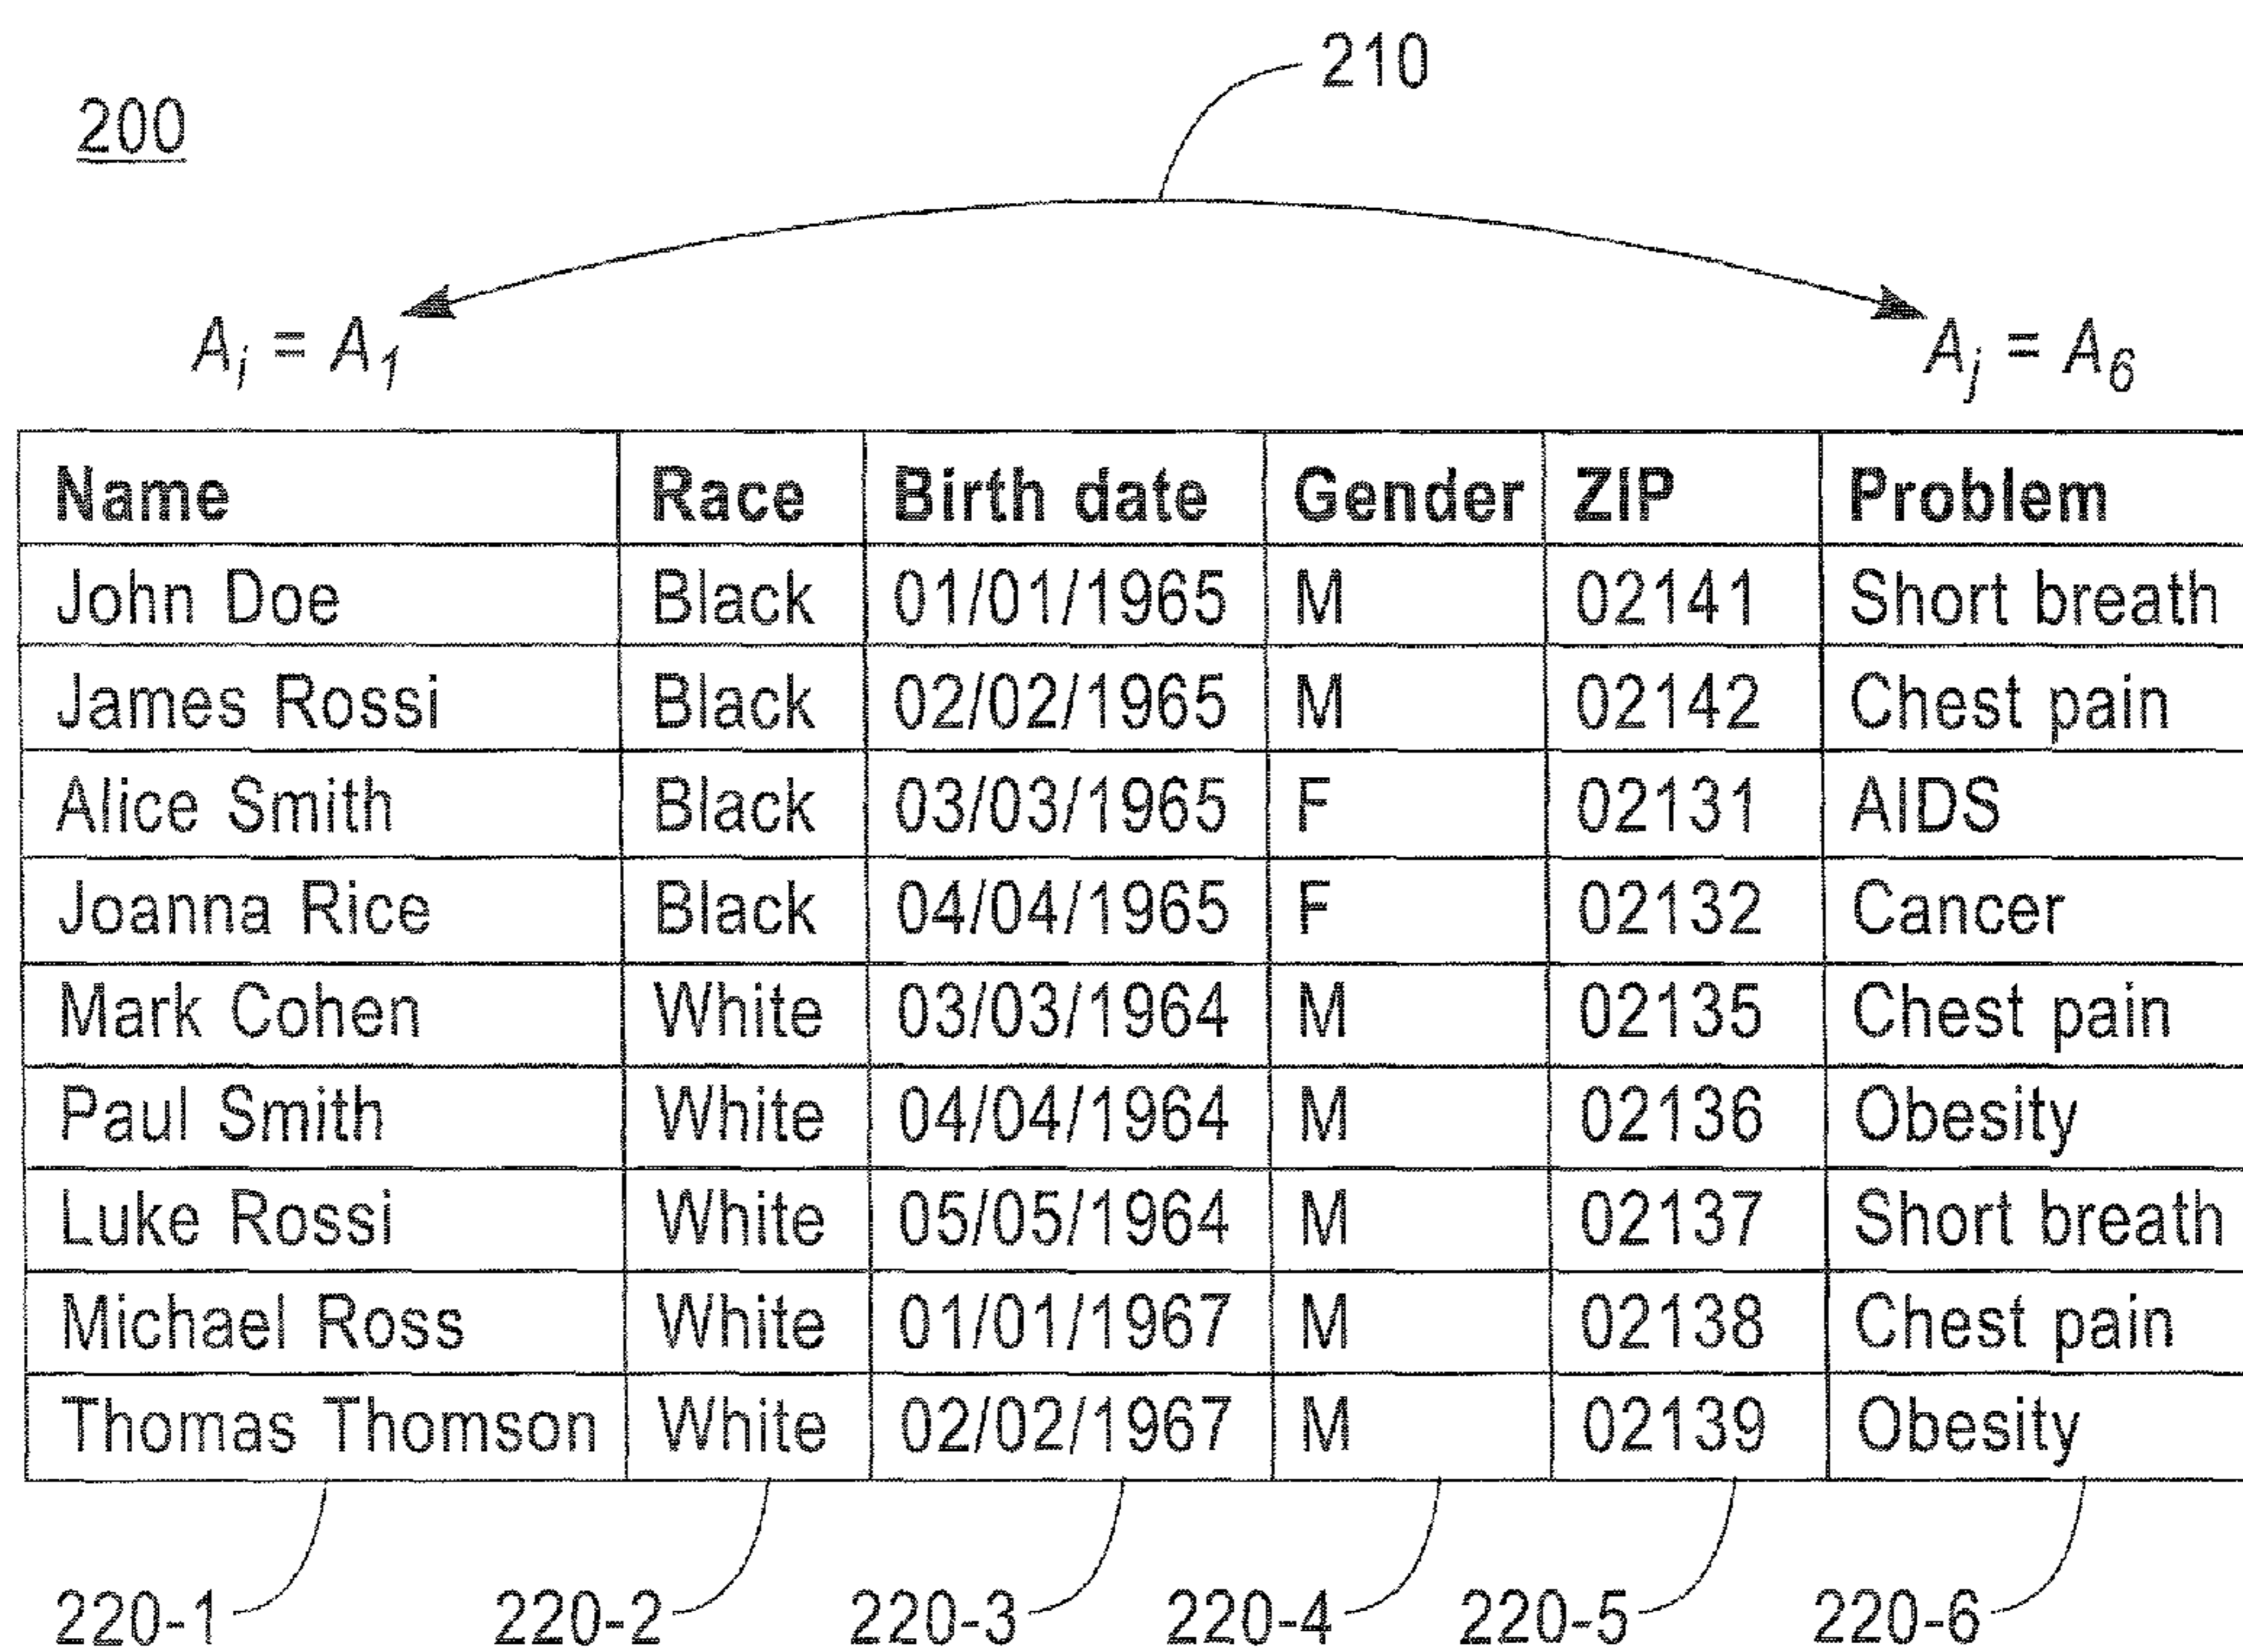 210
200
Ai = A1 Aj = A6
Name Race Birth date Gender ZIP Problem
John Doe Black 01/01/1965 M 02141 Short breath
James Rossi Black 02/02/1965 M 02142 Chest pain
Alice Smith Black 03/03/1965 F 02131 AIDS
Joanna Rice Black 04/04/1965 F 02132 Cancer
Mark Cohen White 03/03/1964 M 02135 Chest pain
Paul Smith White 04/04/1964 M 02136 Obesity
Luke Rossi White 05/05/1964 M 02137 Short breath
Michael Ross White 01/01/1967 M 02138 Chest pain
Thomas Thomson White 02/02/1967 M 02139 Obesity
220-1 220-2 220-3 220-4 220-5 220-6